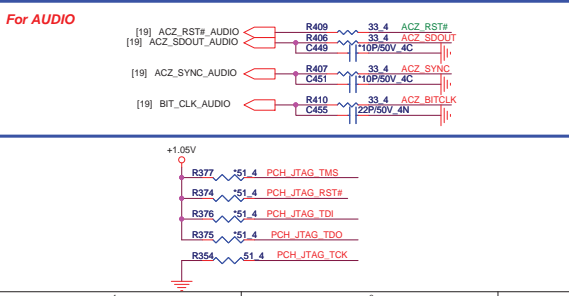 For AUDIO
[19] ACZ_RST#_AUDIO R409 33_4 ACZ_RST#
[19] ACZ_SDOUT_AUDIO R406 33_4 ACZ_SDOUT
C449 *10P/50V_4C
[19] ACZ_SYNC_AUDIO R407 33_4 ACZ_SYNC
C451 *10P/50V_4C
[19] BIT_CLK_AUDIO R410 33_4 ACZ_BITCLK
C455 22P/50V_4N
+1.05V
R377 *51_4 PCH_JTAG_TMS
R374 *51_4 PCH_JTAG_RST#
R376 *51_4 PCH_JTAG_TDI
R375 *51_4 PCH_JTAG_TDO
R354 51_4 PCH_JTAG_TCK